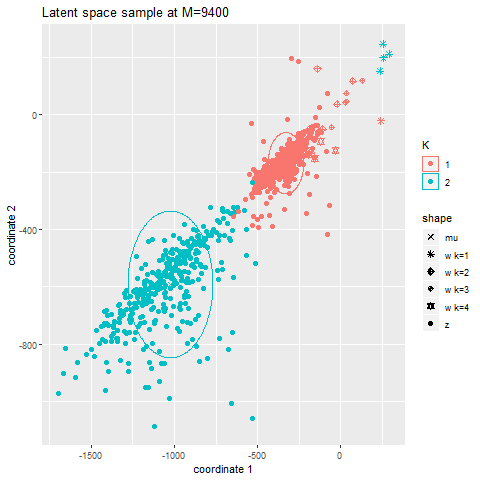 Latent space sample at M=9400
0
-400
-800
coordinate 2
-1500
-1000
-500
0
coordinate 1
K
1
2
shape
mu
w k=1
w k=2
w k=3
w k=4
z